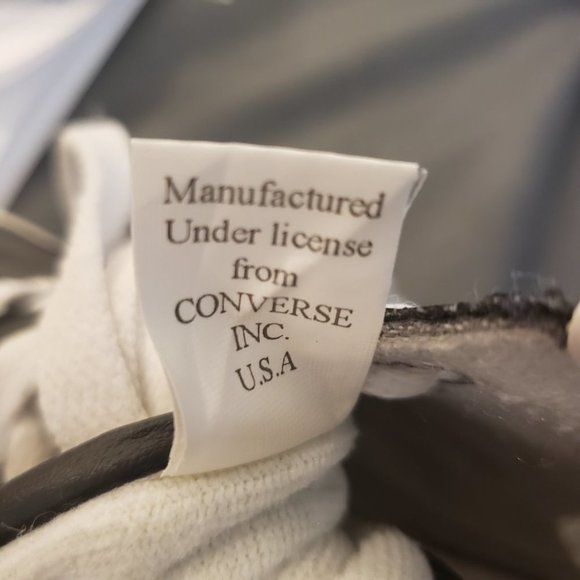 Manufactured
Under license
from
CONVERSE
INC.
U.S.A